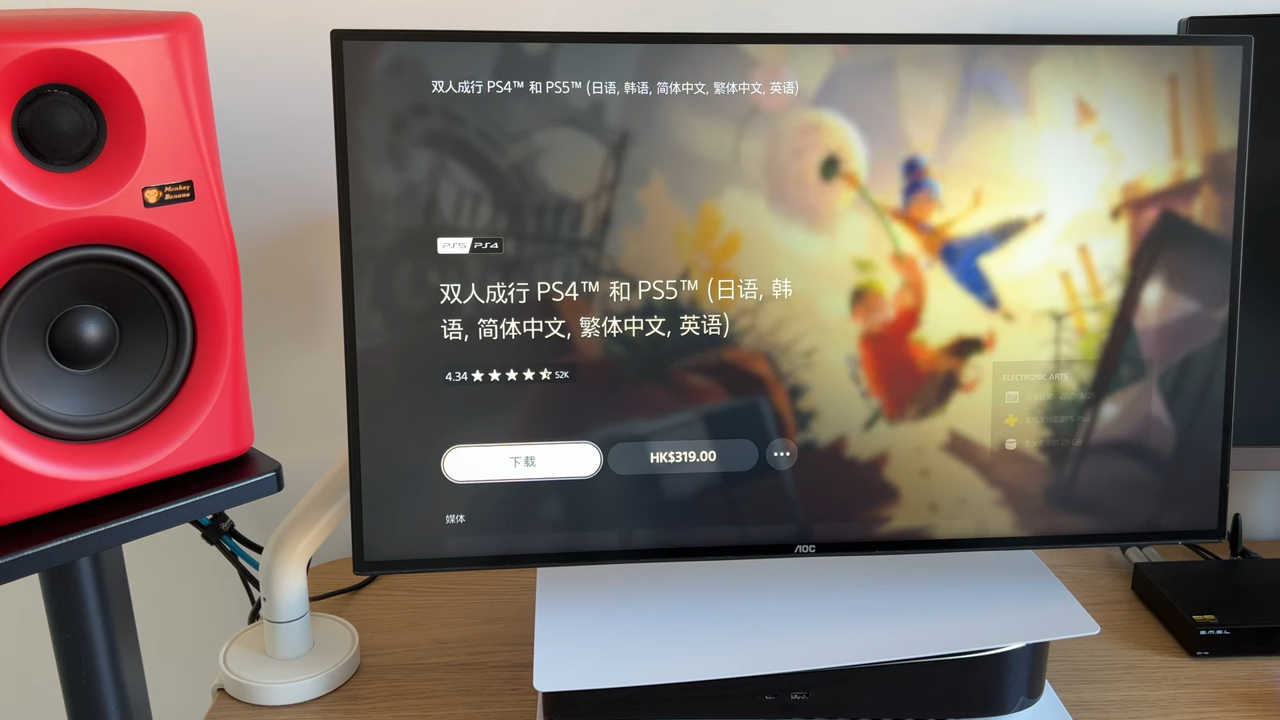 双人成行 PS4™ 和 PS5™ (日语, 韩语, 简体中文, 繁体中文, 英语)
Monkey
Banana
PS5 PS4
双人成行 PS4™ 和 PS5™ (日语, 韩
语, 简体中文, 繁体中文, 英语)
4.34 ★★★★⯪ 52K
ELECTRONIC ARTS
下载
HK$319.00
•••
媒体
AOC